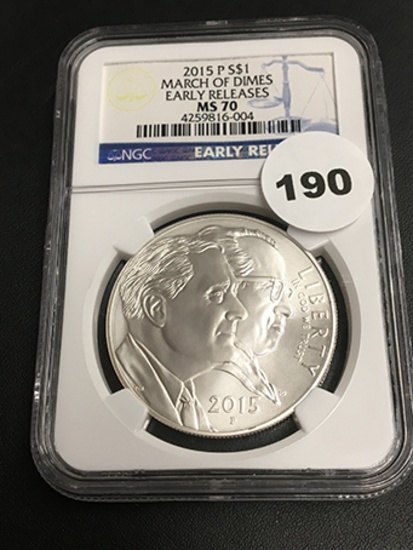 2015 P S$1
MARCH OF DIMES
EARLY RELEASES
MS 70
4259816-004
NGC
EARLY REL
190
LIBERTY
IN GOD WE TRUST
2015
P